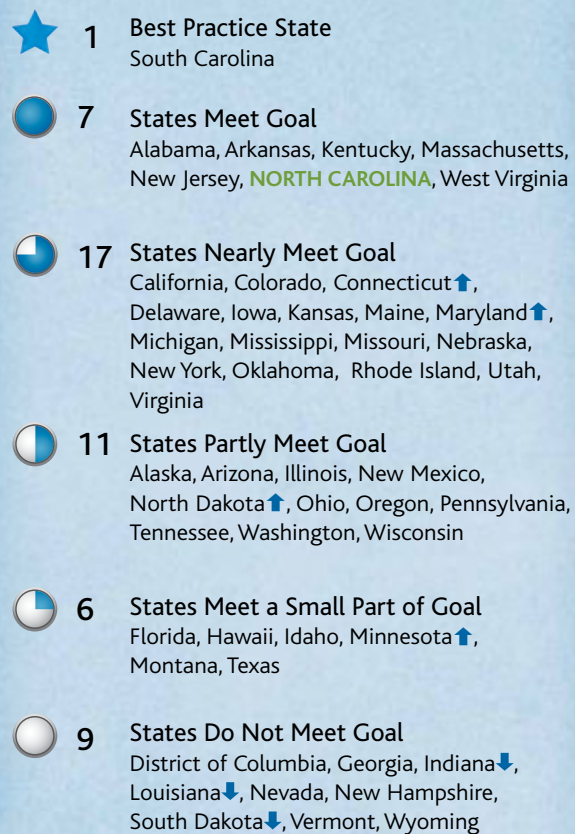 1 Best Practice State
South Carolina
7 States Meet Goal
Alabama, Arkansas, Kentucky, Massachusetts,
New Jersey, NORTH CAROLINA, West Virginia
17 States Nearly Meet Goal
California, Colorado, Connecticut⬆,
Delaware, Iowa, Kansas, Maine, Maryland⬆,
Michigan, Mississippi, Missouri, Nebraska,
New York, Oklahoma, Rhode Island, Utah,
Virginia
11 States Partly Meet Goal
Alaska, Arizona, Illinois, New Mexico,
North Dakota⬆, Ohio, Oregon, Pennsylvania,
Tennessee, Washington, Wisconsin
6 States Meet a Small Part of Goal
Florida, Hawaii, Idaho, Minnesota⬆,
Montana, Texas
9 States Do Not Meet Goal
District of Columbia, Georgia, Indiana⬇,
Louisiana⬇, Nevada, New Hampshire,
South Dakota⬇, Vermont, Wyoming